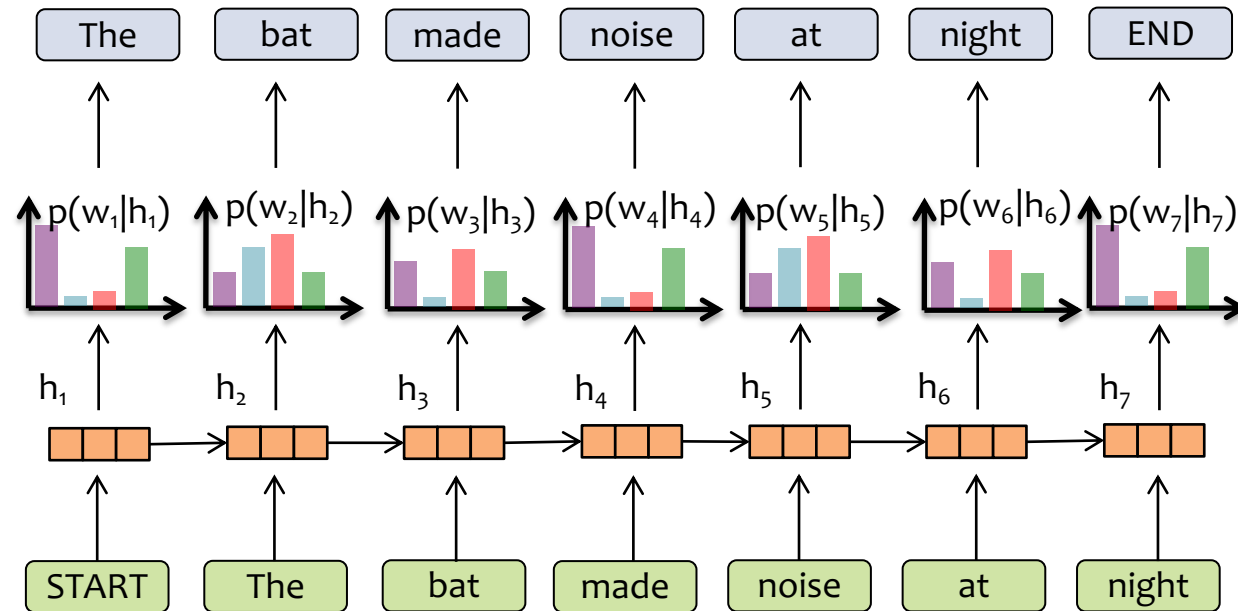 The bat made noise at night END
p(w₁|h₁) p(w₂|h₂) p(w₃|h₃) p(w₄|h₄) p(w₅|h₅) p(w₆|h₆) p(w₇|h₇)
h₁ h₂ h₃ h₄ h₅ h₆ h₇
START The bat made noise at night